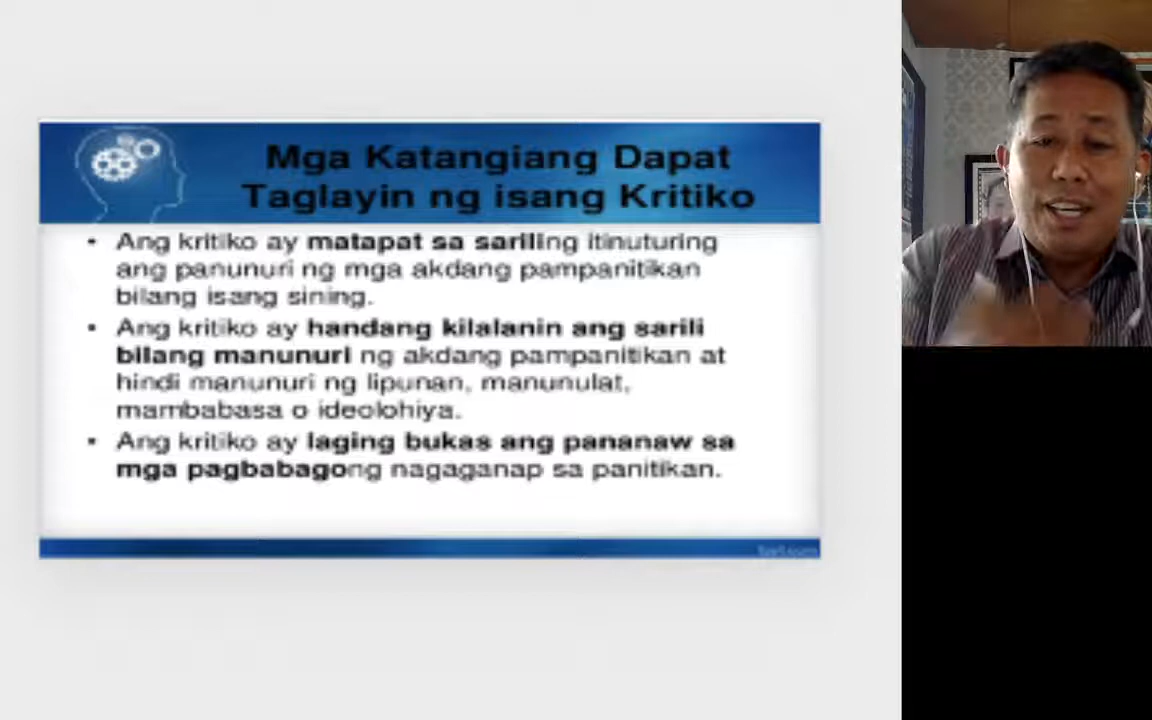 Mga Katangiang Dapat
Taglayin ng isang Kritiko
• Ang kritiko ay matapat sa sariling itinuturing
ang panunuri ng mga akdang pampanitikan
bilang isang sining.
• Ang kritiko ay handang kilalanin ang sarili
bilang manunuri ng akdang pampanitikan at
hindi manunuri ng lipunan, manunulat,
mambabasa o ideolohiya.
• Ang kritiko ay laging bukas ang pananaw sa
mga pagbabagong nagaganap sa panitikan.